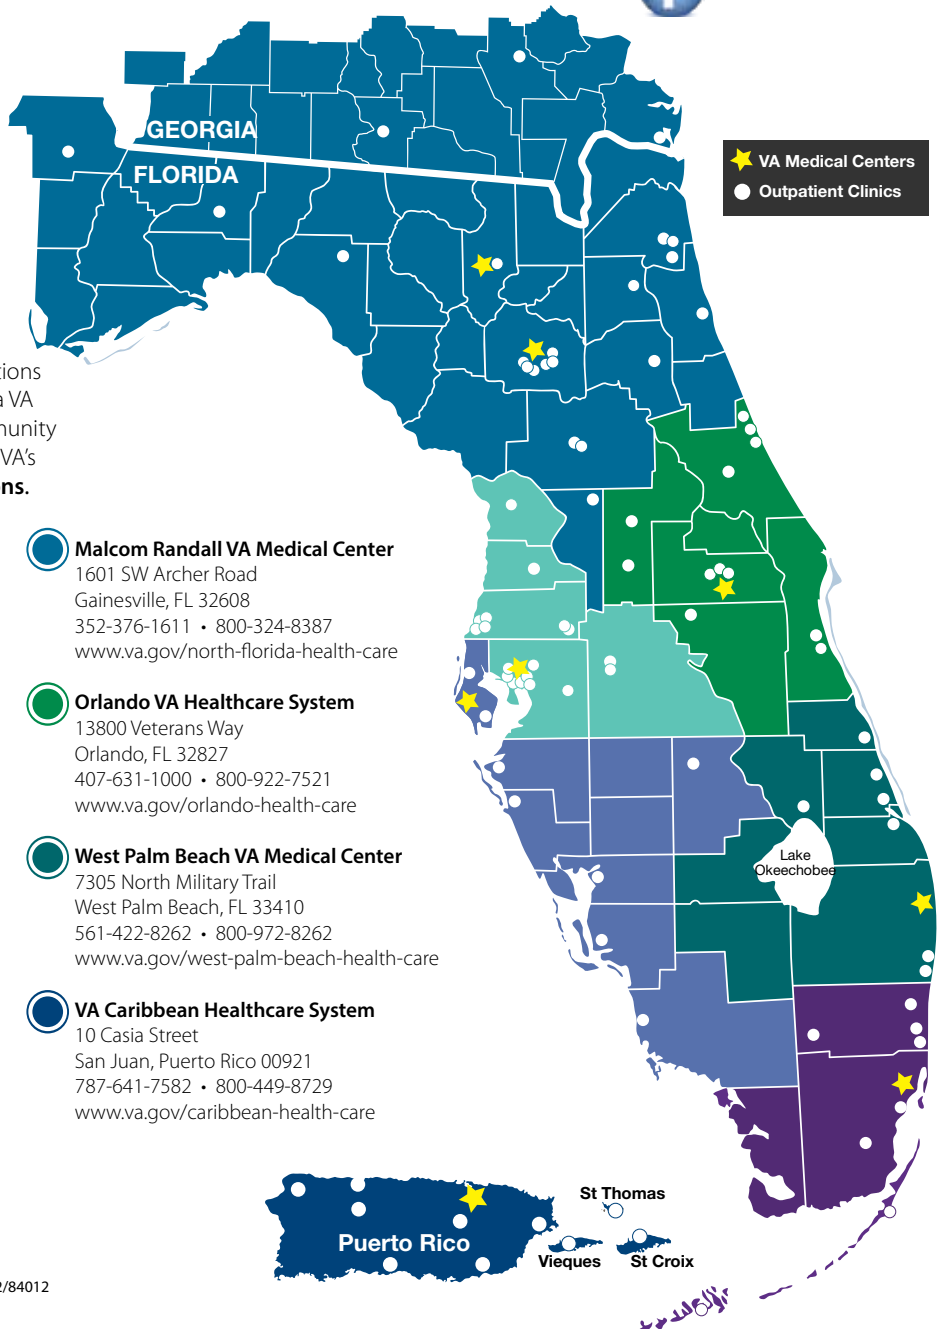 GEORGIA
FLORIDA
VA Medical Centers
Outpatient Clinics
a VA
VA's
Malcom Randall VA Medical Center
1601 SW Archer Road
Gainesville, FL 32608
352-376-1611 • 800-324-8387
www.va.gov/north-florida-health-care
Orlando VA Healthcare System
13800 Veterans Way
Orlando, FL 32827
407-631-1000 • 800-922-7521
www.va.gov/orlando-health-care
West Palm Beach VA Medical Center
7305 North Military Trail
West Palm Beach, FL 33410
561-422-8262 • 800-972-8262
www.va.gov/west-palm-beach-health-care
VA Caribbean Healthcare System
10 Casia Street
San Juan, Puerto Rico 00921
787-641-7582 • 800-449-8729
www.va.gov/caribbean-health-care
Lake
Okeechobee
Puerto Rico
St Thomas
Vieques
St Croix
2/84012